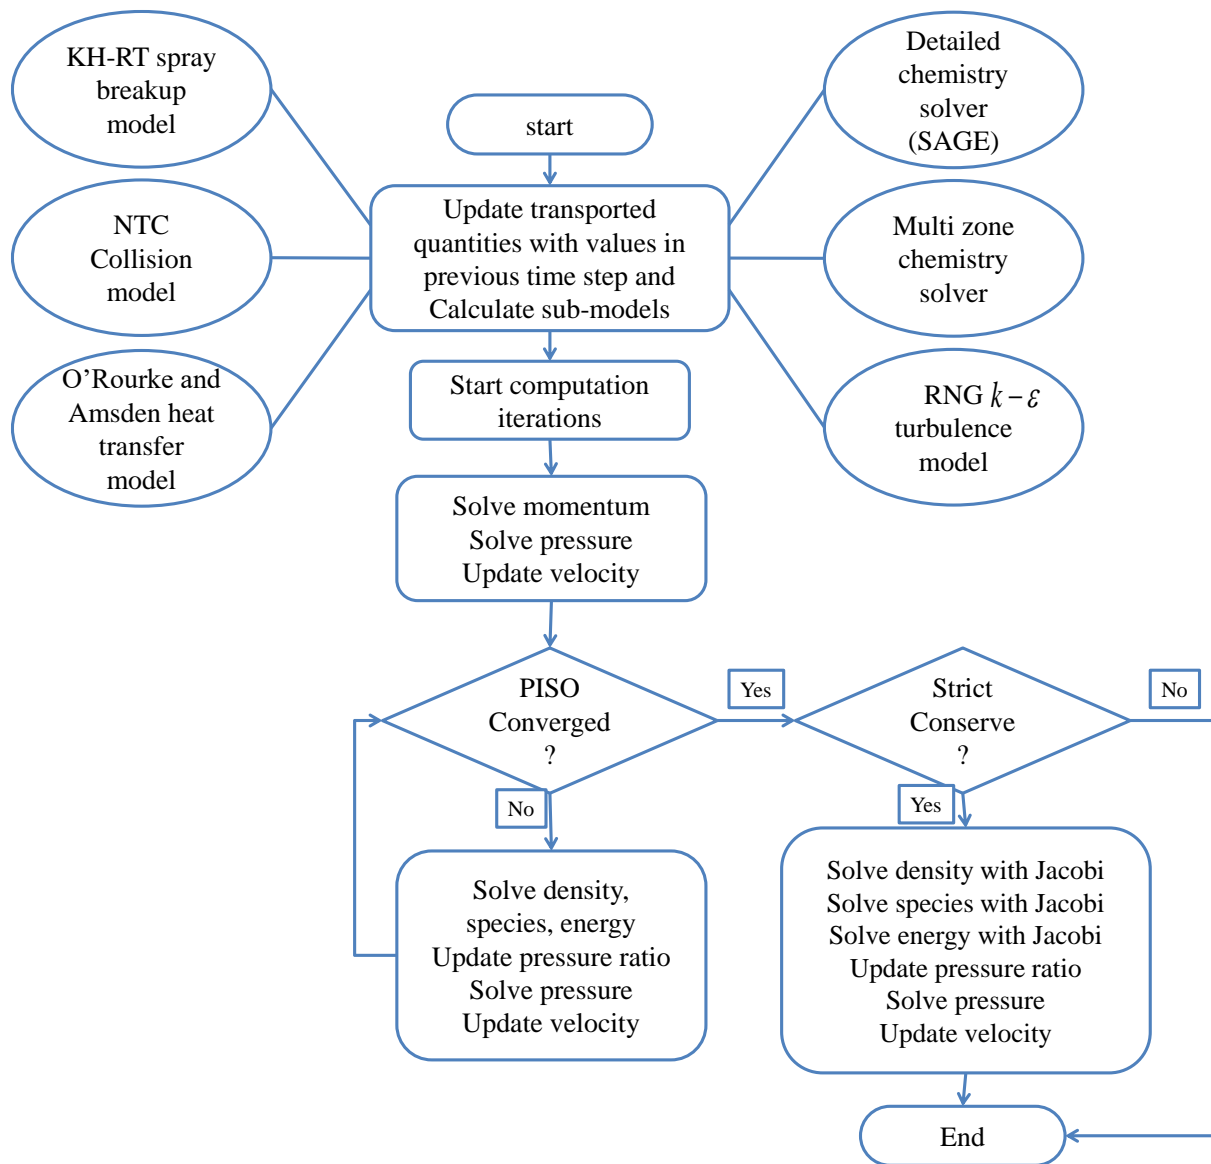 KH-RT spray
breakup
model
Detailed
chemistry
solver
(SAGE)
start
NTC
Collision
model
Update transported
quantities with values in
previous time step and
Calculate sub-models
Multi zone
chemistry
solver
O’Rourke and
Amsden heat
transfer
model
Start computation
iterations
RNG k − ε
turbulence
model
Solve momentum
Solve pressure
Update velocity
PISO
Converged
?
Yes
Strict
Conserve
?
No
No
Yes
Solve density,
species, energy
Update pressure ratio
Solve pressure
Update velocity
Solve density with Jacobi
Solve species with Jacobi
Solve energy with Jacobi
Update pressure ratio
Solve pressure
Update velocity
End